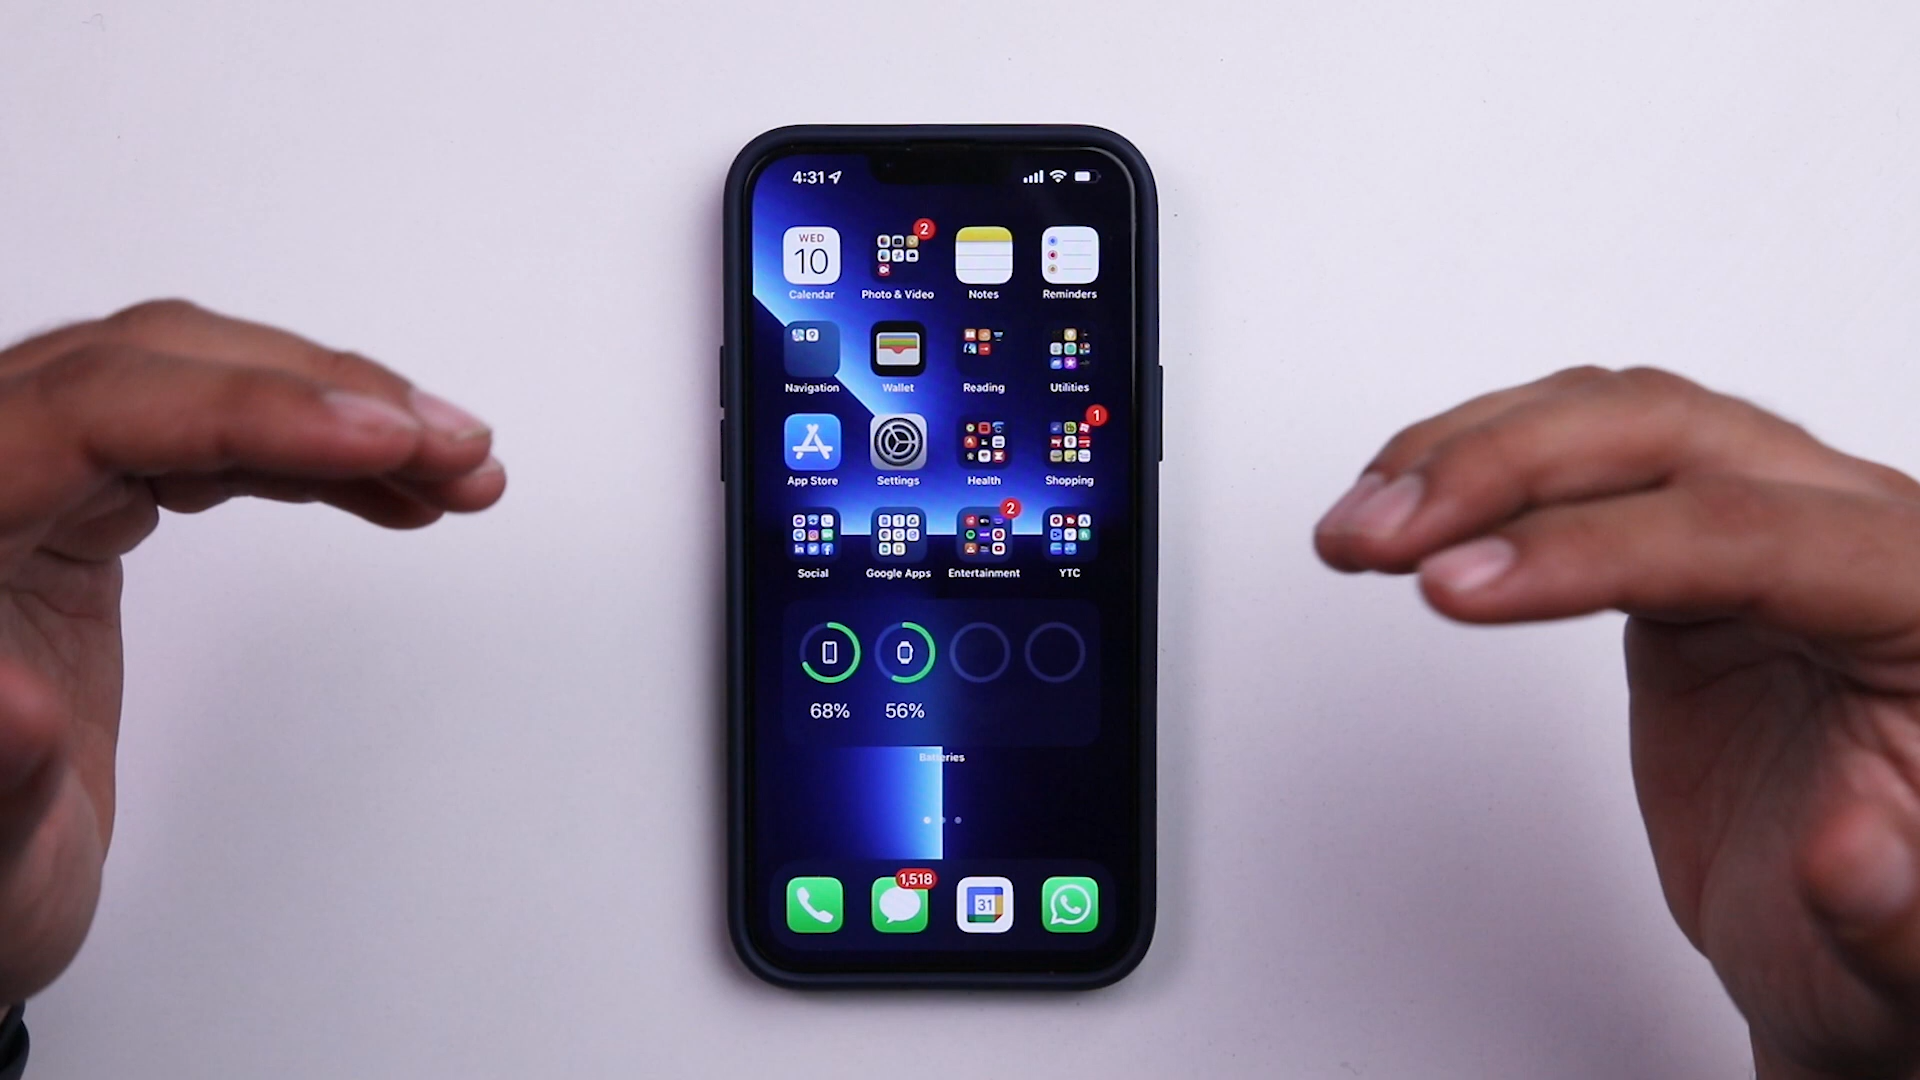 4:31
WED
10
2
Calendar Photo & Video Notes Reminders
Navigation Wallet Reading Utilities
1
App Store Settings Health Shopping
2
Social Google Apps Entertainment YTC
68% 56%
Batteries
1,518
31